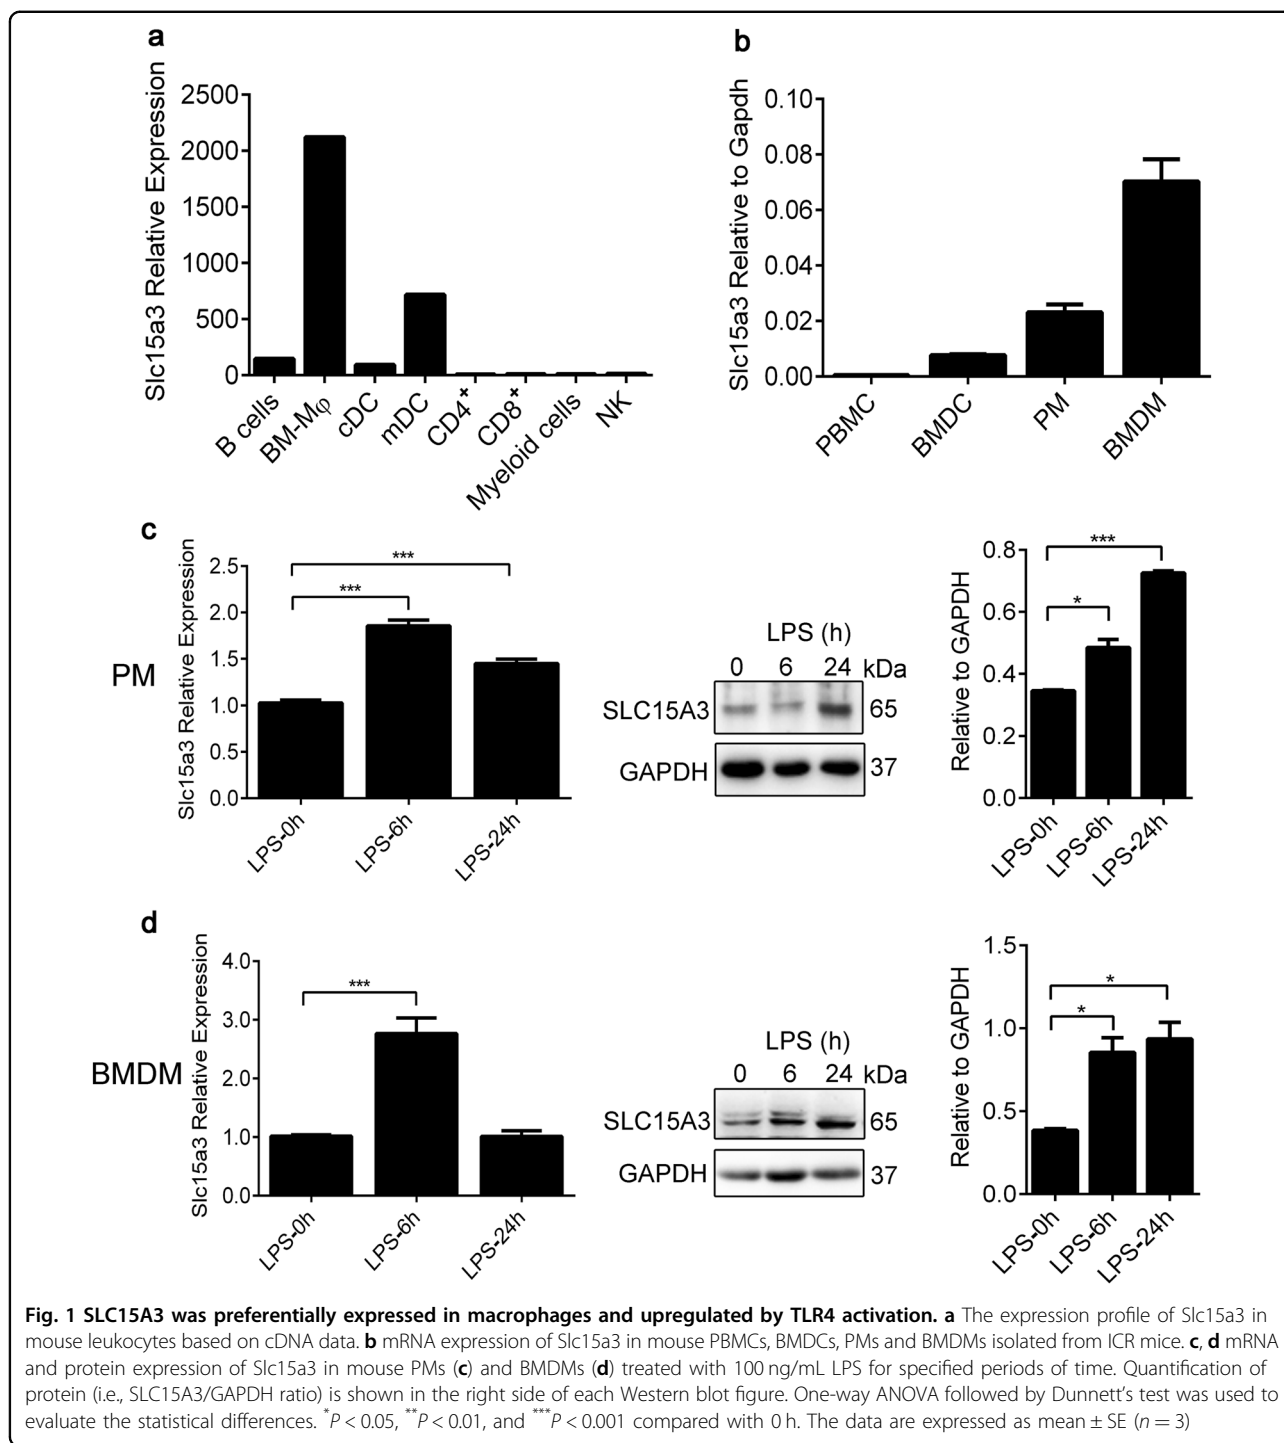 a
Slc15a3 Relative Expression
2500
2000
1500
1000
500
0
B cells
BM-Mφ
cDC
mDC
CD4⁺
CD8⁺
Myeloid cells
NK
b
Slc15a3 Relative to Gapdh
0.10
0.08
0.06
0.04
0.02
0.00
PBMC
BMDC
PM
BMDM
c
PM
Slc15a3 Relative Expression
2.5
2.0
1.5
1.0
0.5
0.0
***
***
LPS-0h
LPS-6h
LPS-24h
LPS (h)
0 6 24 kDa
SLC15A3 65
GAPDH 37
Relative to GAPDH
0.8
0.6
0.4
0.2
0.0
***
*
LPS-0h
LPS-6h
LPS-24h
d
BMDM
Slc15a3 Relative Expression
4.0
3.0
2.0
1.0
0.0
***
LPS-0h
LPS-6h
LPS-24h
LPS (h)
0 6 24 kDa
SLC15A3 65
GAPDH 37
Relative to GAPDH
1.5
1.0
0.5
0.0
*
*
LPS-0h
LPS-6h
LPS-24h
Fig. 1 SLC15A3 was preferentially expressed in macrophages and upregulated by TLR4 activation. a The expression profile of Slc15a3 in
mouse leukocytes based on cDNA data. b mRNA expression of Slc15a3 in mouse PBMCs, BMDCs, PMs and BMDMs isolated from ICR mice. c, d mRNA
and protein expression of Slc15a3 in mouse PMs (c) and BMDMs (d) treated with 100 ng/mL LPS for specified periods of time. Quantification of
protein (i.e., SLC15A3/GAPDH ratio) is shown in the right side of each Western blot figure. One-way ANOVA followed by Dunnett's test was used to
evaluate the statistical differences. *P < 0.05, **P < 0.01, and ***P < 0.001 compared with 0 h. The data are expressed as mean ± SE (n = 3)